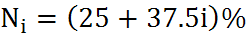 Nᵢ = (25 + 37.5i)%